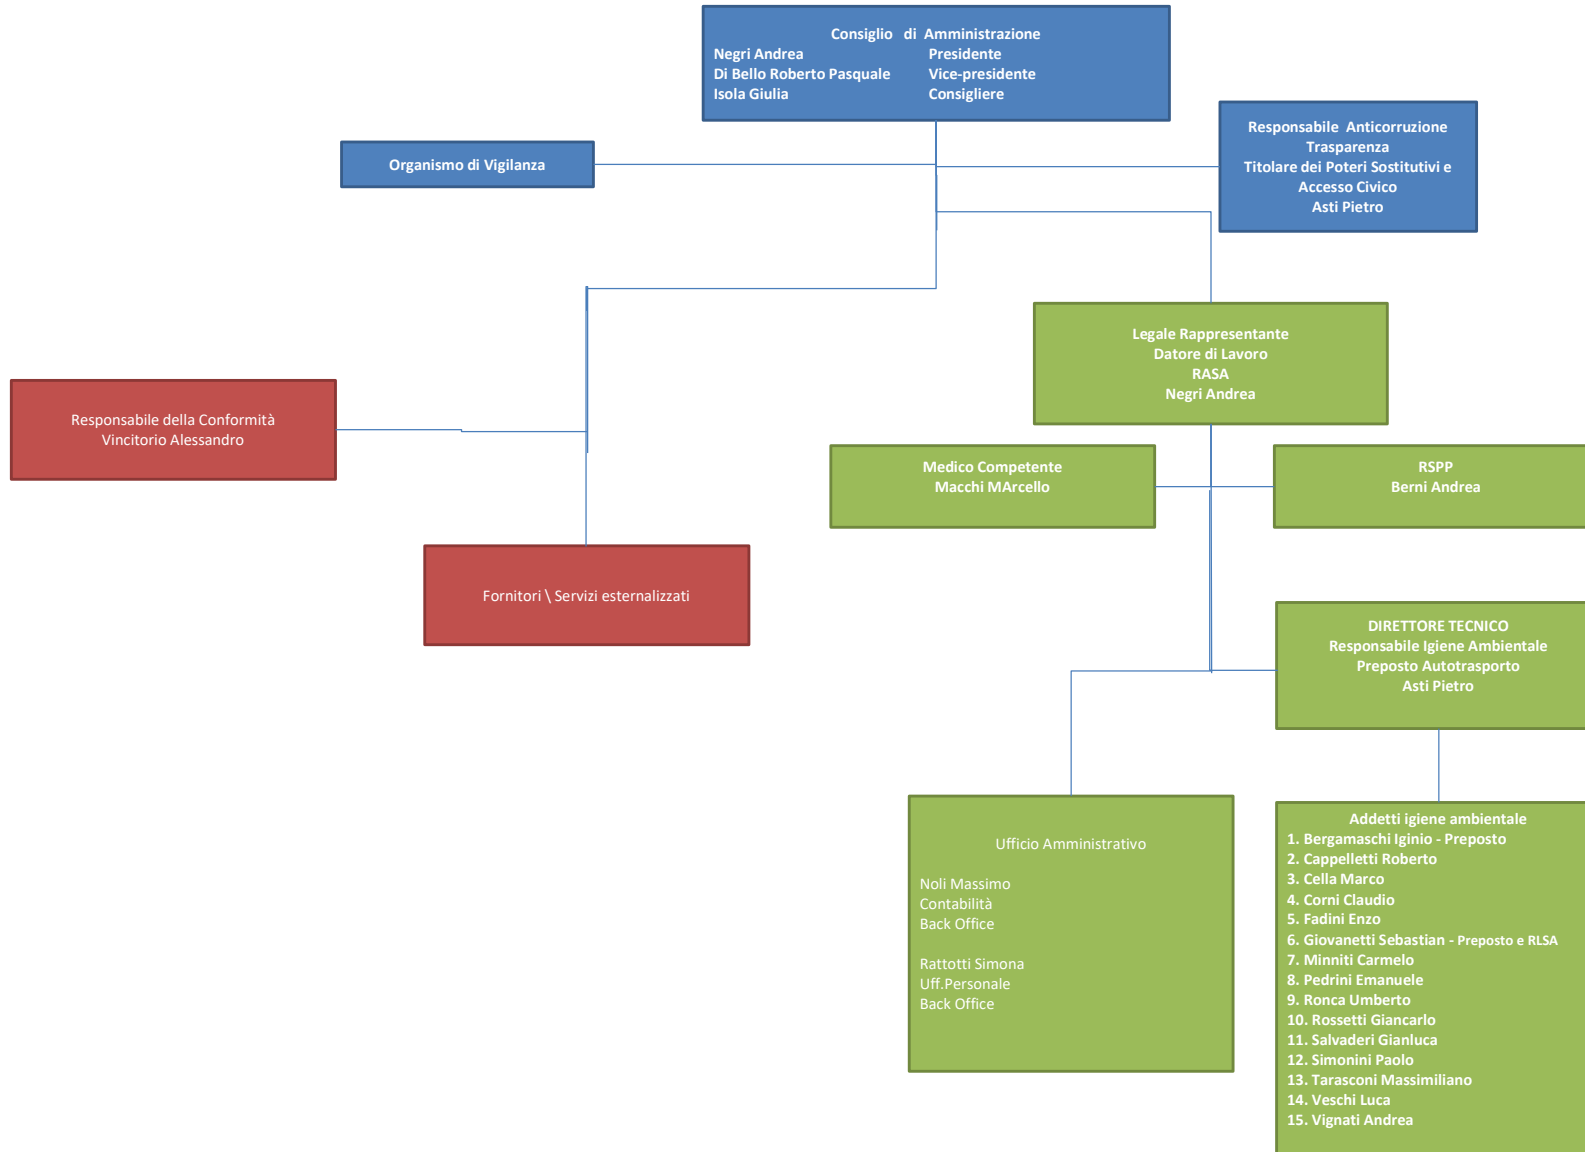 Consiglio di Amministrazione
Negri Andrea Presidente
Di Bello Roberto Pasquale Vice-presidente
Isola Giulia Consigliere
Organismo di Vigilanza
Responsabile Anticorruzione
Trasparenza
Titolare dei Poteri Sostitutivi e
Accesso Civico
Asti Pietro
Legale Rappresentante
Datore di Lavoro
RASA
Negri Andrea
Responsabile della Conformità
Vincitorio Alessandro
Medico Competente
Macchi MArcello
RSPP
Berni Andrea
Fornitori \ Servizi esternalizzati
DIRETTORE TECNICO
Responsabile Igiene Ambientale
Preposto Autotrasporto
Asti Pietro
Ufficio Amministrativo
Noli Massimo
Contabilità
Back Office
Rattotti Simona
Uff.Personale
Back Office
Addetti igiene ambientale
1. Bergamaschi Iginio - Preposto
2. Cappelletti Roberto
3. Cella Marco
4. Corni Claudio
5. Fadini Enzo
6. Giovanetti Sebastian - Preposto e RLSA
7. Minniti Carmelo
8. Pedrini Emanuele
9. Ronca Umberto
10. Rossetti Giancarlo
11. Salvaderi Gianluca
12. Simonini Paolo
13. Tarasconi Massimiliano
14. Veschi Luca
15. Vignati Andrea